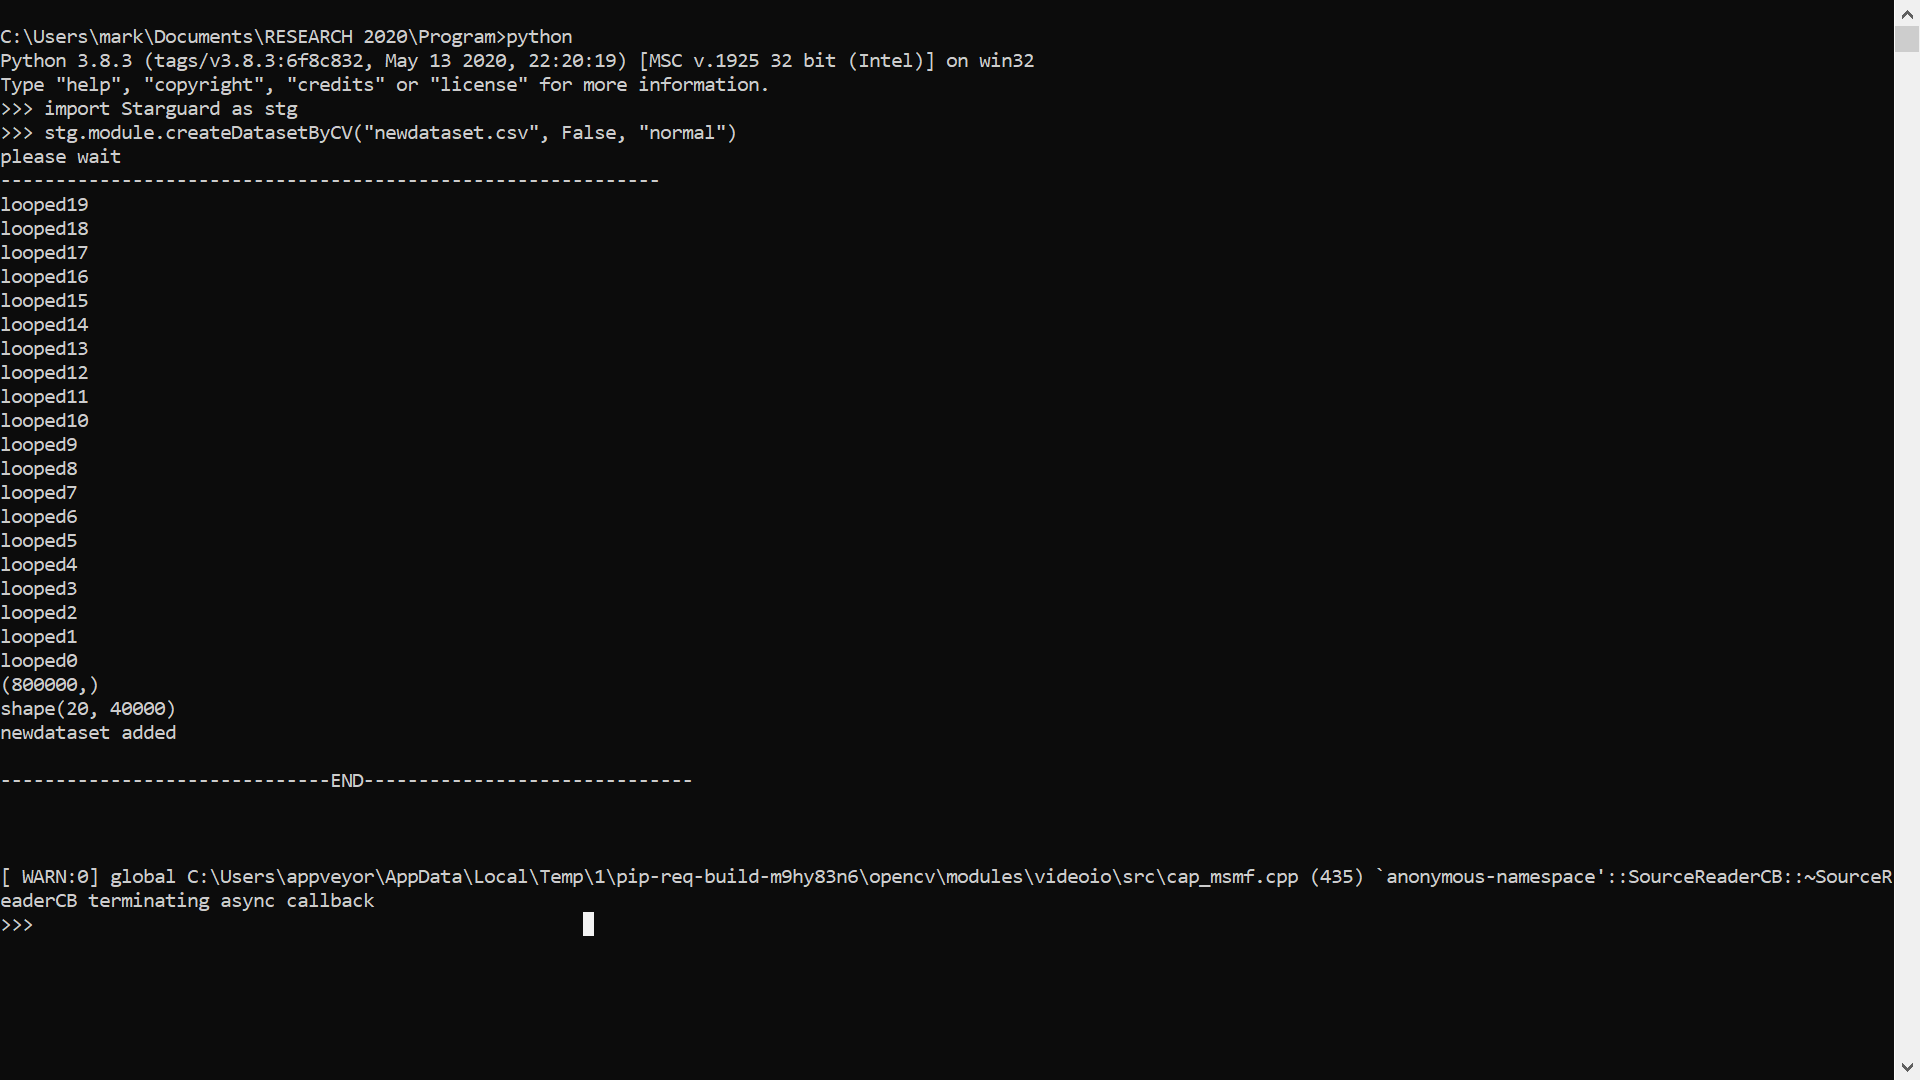 C:\Users\mark\Documents\RESEARCH 2020\Program>python
Python 3.8.3 (tags/v3.8.3:6f8c832, May 13 2020, 22:20:19) [MSC v.1925 32 bit (Intel)] on win32
Type "help", "copyright", "credits" or "license" for more information.
>>> import Starguard as stg
>>> stg.module.createDatasetByCV("newdataset.csv", False, "normal")
please wait
------------------------------------------------------------
looped19
looped18
looped17
looped16
looped15
looped14
looped13
looped12
looped11
looped10
looped9
looped8
looped7
looped6
looped5
looped4
looped3
looped2
looped1
looped0
(800000,)
shape(20, 40000)
newdataset added
------------------------------END------------------------------
[ WARN:0] global C:\Users\appveyor\AppData\Local\Temp\1\pip-req-build-m9hy83n6\opencv\modules\videoio\src\cap_msmf.cpp (435) `anonymous-namespace'::SourceReaderCB::~SourceR
eaderCB terminating async callback
>>>